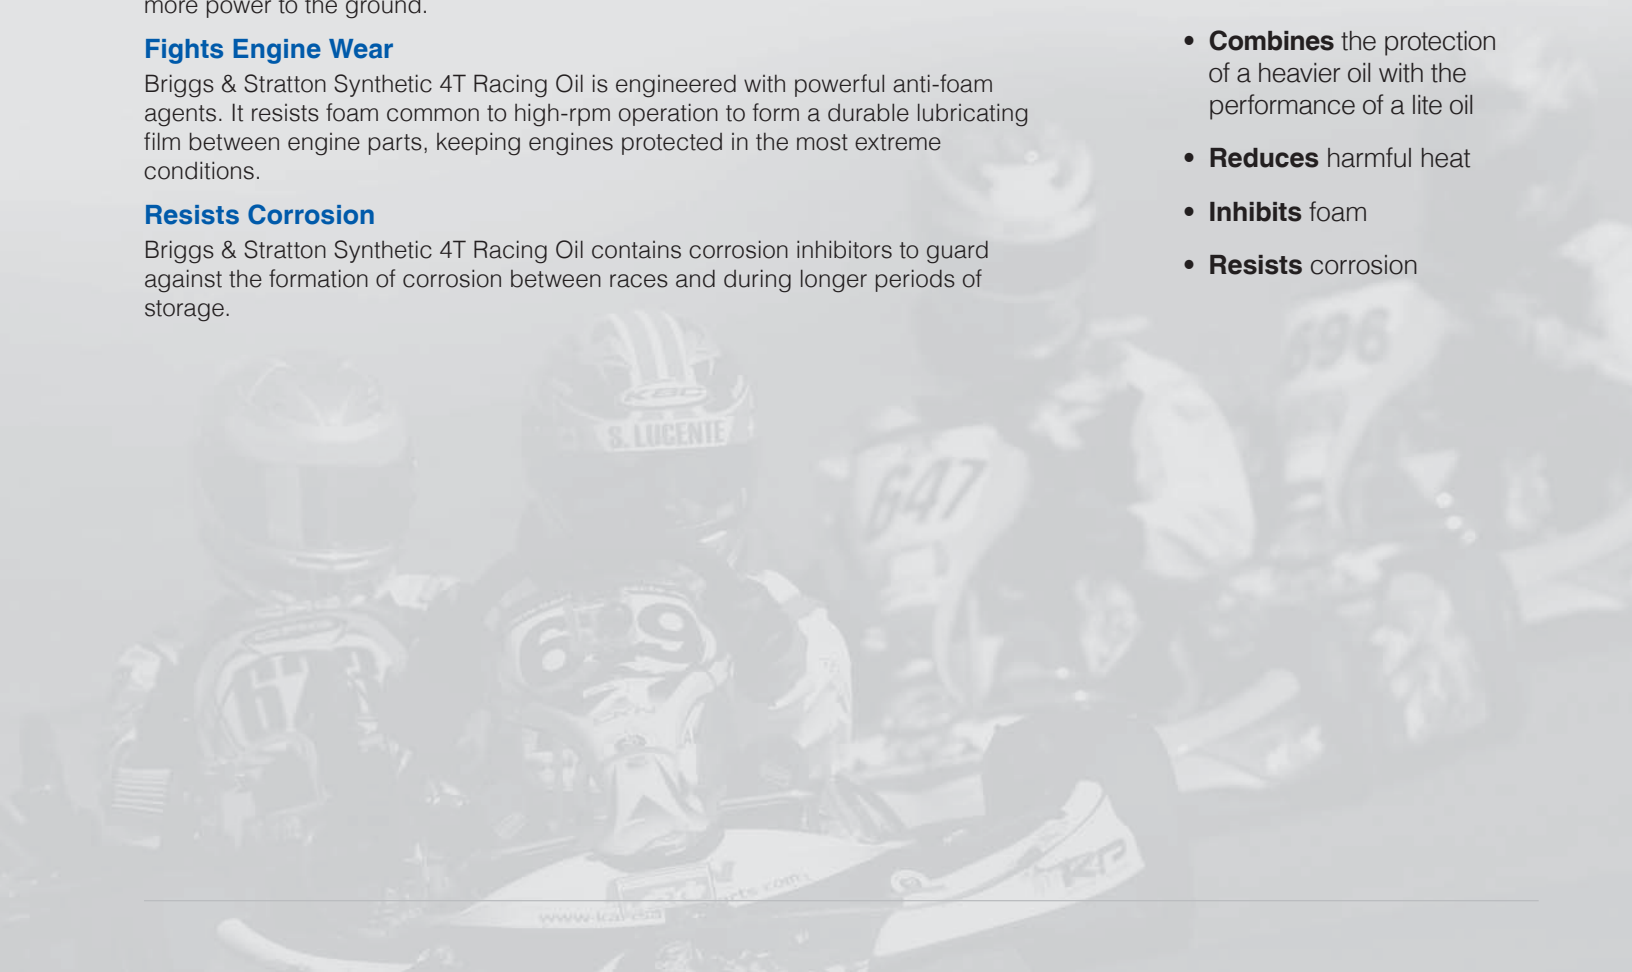 more power to the ground.
Fights Engine Wear
Briggs & Stratton Synthetic 4T Racing Oil is engineered with powerful anti-foam
agents. It resists foam common to high-rpm operation to form a durable lubricating
film between engine parts, keeping engines protected in the most extreme
conditions.
Resists Corrosion
Briggs & Stratton Synthetic 4T Racing Oil contains corrosion inhibitors to guard
against the formation of corrosion between races and during longer periods of
storage.
• Combines the protection
of a heavier oil with the
performance of a lite oil
• Reduces harmful heat
• Inhibits foam
• Resists corrosion
696
KBC
S. LUCENTE
647
69
67